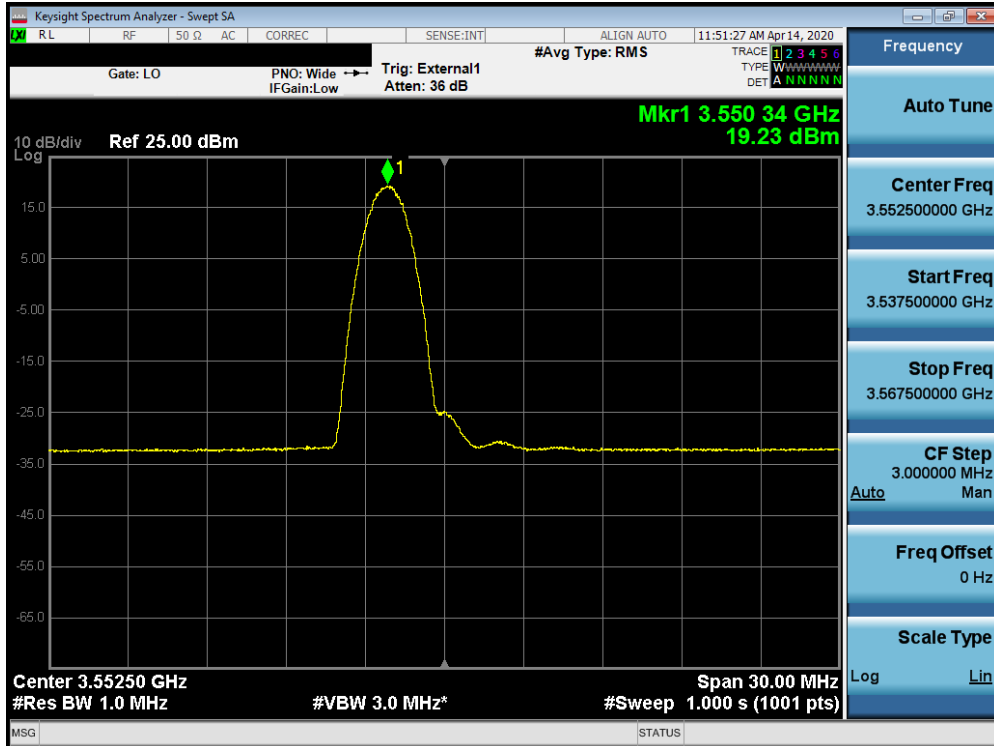 Keysight Spectrum Analyzer - Swept SA
LXI RL RF 50 Ω AC CORREC SENSE:INT ALIGN AUTO 11:51:27 AM Apr 14, 2020
Gate: LO
PNO: Wide
IFGain:Low
Trig: External1
Atten: 36 dB
#Avg Type: RMS
TRACE 1 2 3 4 5 6
TYPE WWWWWW
DET A N N N N N
Mkr1 3.550 34 GHz
19.23 dBm
10 dB/div Ref 25.00 dBm
Log
1
15.0
5.00
-5.00
-15.0
-25.0
-35.0
-45.0
-55.0
-65.0
Center 3.55250 GHz Span 30.00 MHz
#Res BW 1.0 MHz #VBW 3.0 MHz* #Sweep 1.000 s (1001 pts)
MSG STATUS
Frequency
Auto Tune
Center Freq
3.552500000 GHz
Start Freq
3.537500000 GHz
Stop Freq
3.567500000 GHz
CF Step
3.000000 MHz
Auto Man
Freq Offset
0 Hz
Scale Type
Log Lin